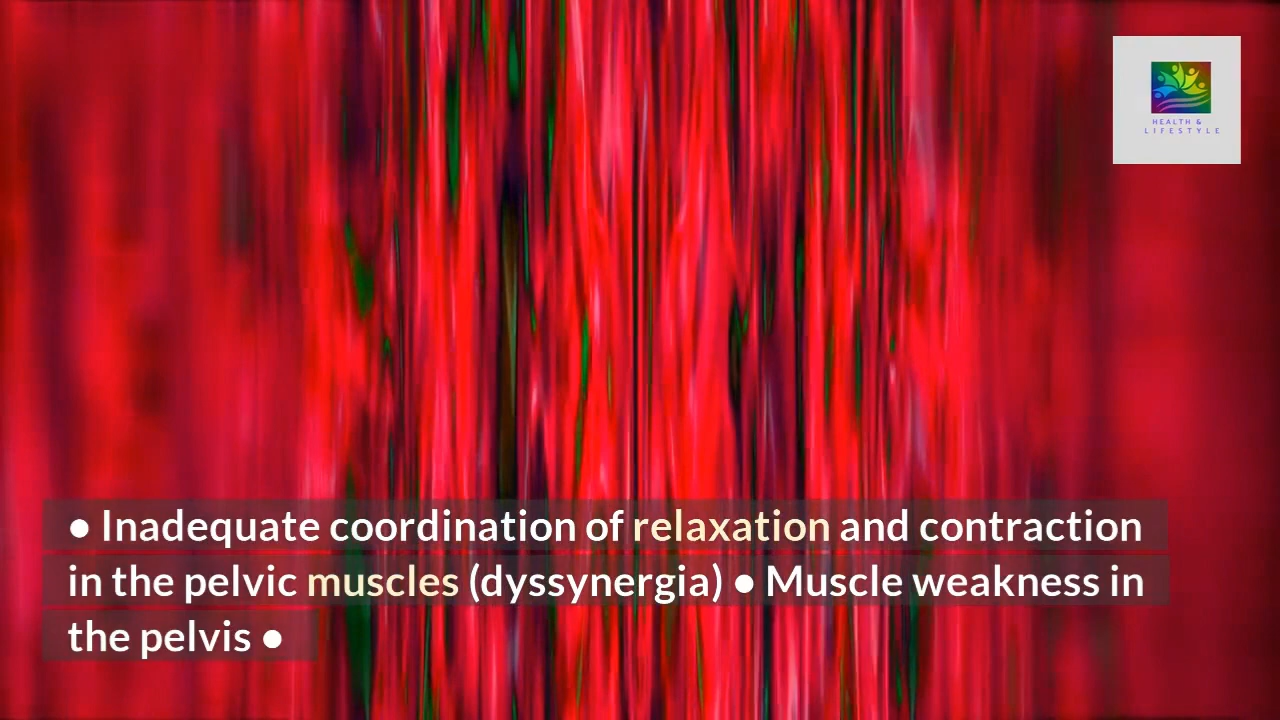 HEALTH &
LIFESTYLE
● Inadequate coordination of relaxation and contraction
in the pelvic muscles (dyssynergia) ● Muscle weakness in
the pelvis ●